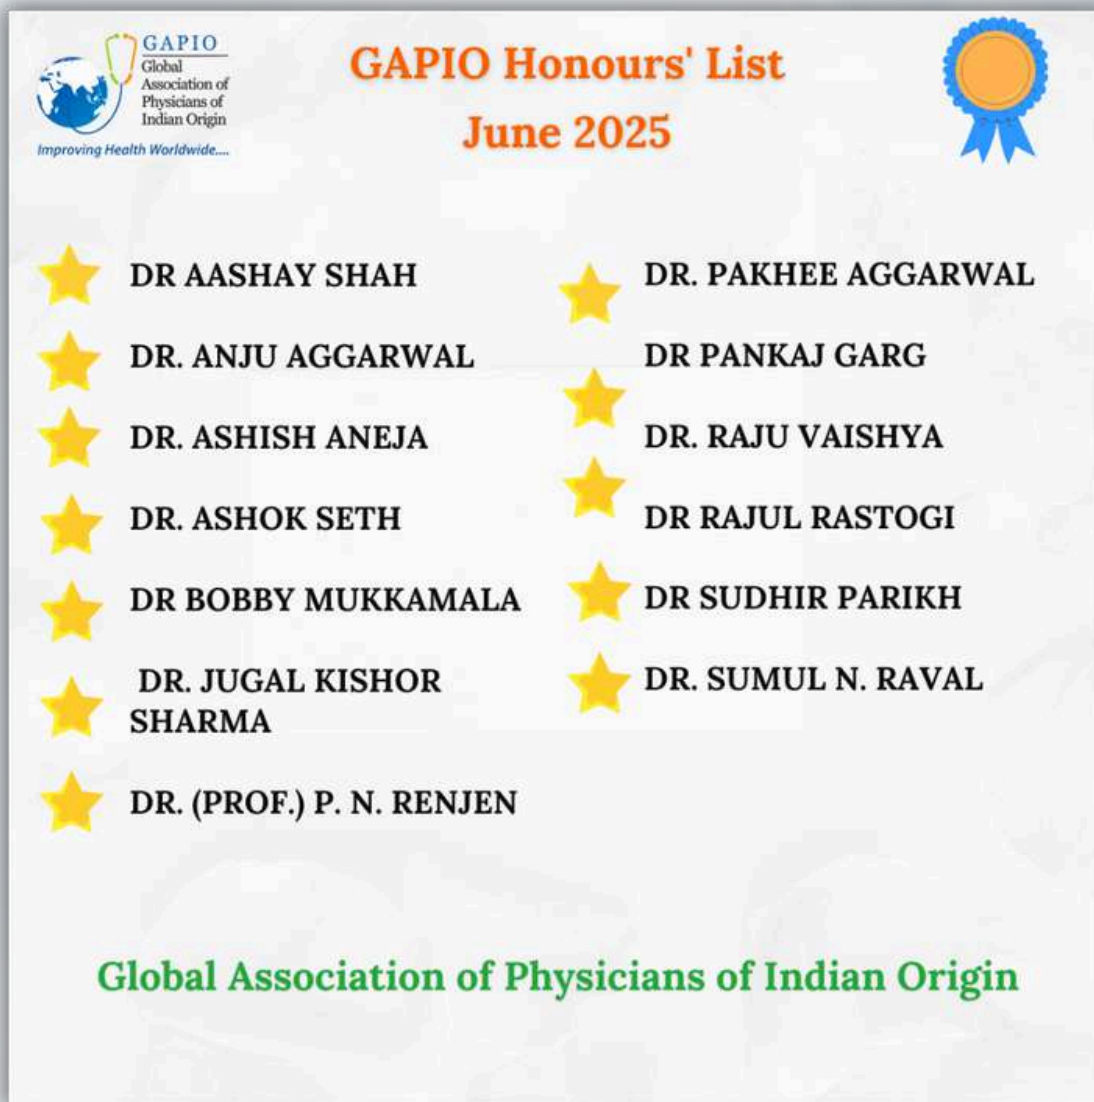 GAPIO
Global
Association of
Physicians of
Indian Origin
Improving Health Worldwide....
GAPIO Honours' List
June 2025
DR AASHAY SHAH
DR. ANJU AGGARWAL
DR. ASHISH ANEJA
DR. ASHOK SETH
DR BOBBY MUKKAMALA
DR. JUGAL KISHOR
SHARMA
DR. (PROF.) P. N. RENJEN
DR. PAKHEE AGGARWAL
DR PANKAJ GARG
DR. RAJU VAISHYA
DR RAJUL RASTOGI
DR SUDHIR PARIKH
DR. SUMUL N. RAVAL
Global Association of Physicians of Indian Origin